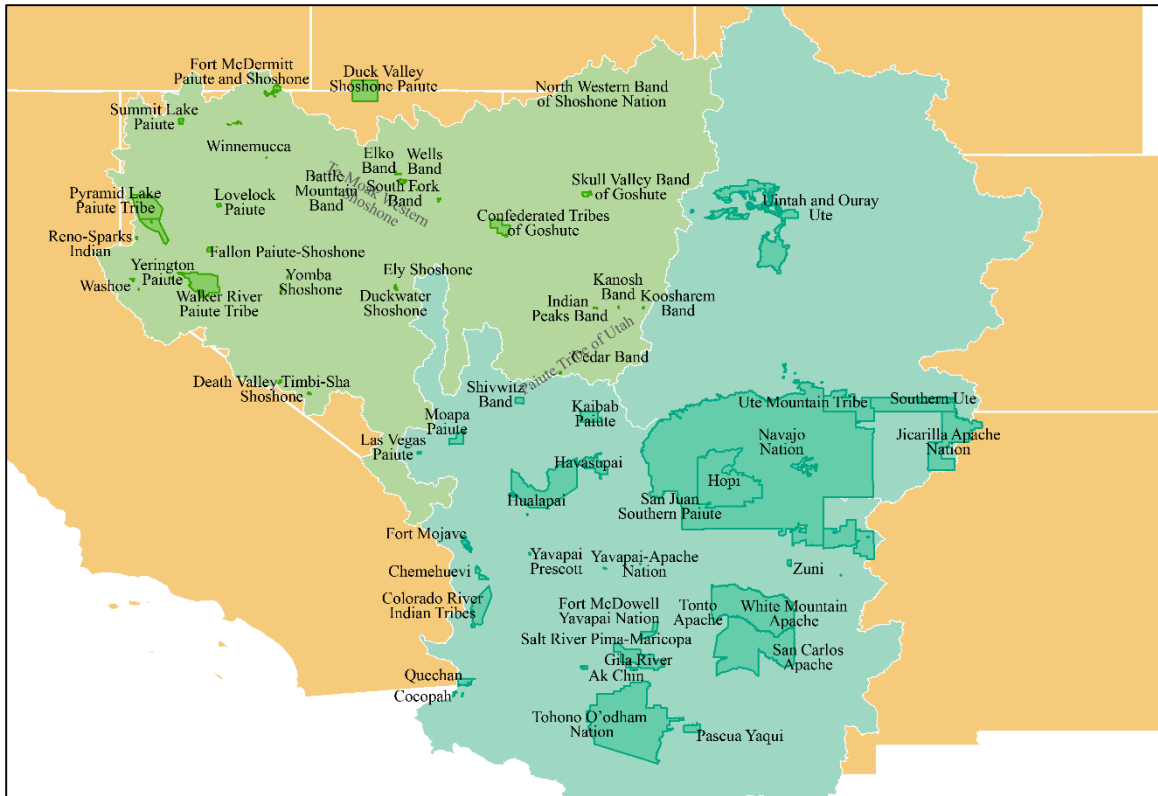 Fort McDermitt
Paiute and Shoshone
Duck Valley
Shoshone Paiute
North Western Band
of Shoshone Nation
Summit Lake
Paiute
Winnemucca
Elko
Band
Wells
Band
Battle
Mountain
Band
South Fork
Band
Te Moak Western
Shoshone
Skull Valley Band
of Goshute
Pyramid Lake
Paiute Tribe
Lovelock
Paiute
Uintah and Ouray
Ute
Confederated Tribes
of Goshute
Reno-Sparks
Indian
Fallon Paiute-Shoshone
Yerington
Paiute
Yomba
Shoshone
Ely Shoshone
Washoe
Walker River
Paiute Tribe
Duckwater
Shoshone
Kanosh
Band
Indian
Peaks Band
Koosharem
Band
Paiute Tribe of Utah
Cedar Band
Death Valley Timbi-Sha
Shoshone
Shivwitz
Band
Kaibab
Paiute
Ute Mountain Tribe
Southern Ute
Moapa
Paiute
Las Vegas
Paiute
Navajo
Nation
Jicarilla Apache
Nation
Havasupai
Hopi
Hualapai
San Juan
Southern Paiute
Fort Mojave
Yavapai
Prescott
Yavapai-Apache
Nation
Zuni
Chemehuevi
Colorado River
Indian Tribes
Fort McDowell
Yavapai Nation
Tonto
Apache
White Mountain
Apache
Salt River Pima-Maricopa
Gila River
San Carlos
Apache
Ak Chin
Quechan
Cocopah
Tohono O’odham
Nation
Pascua Yaqui